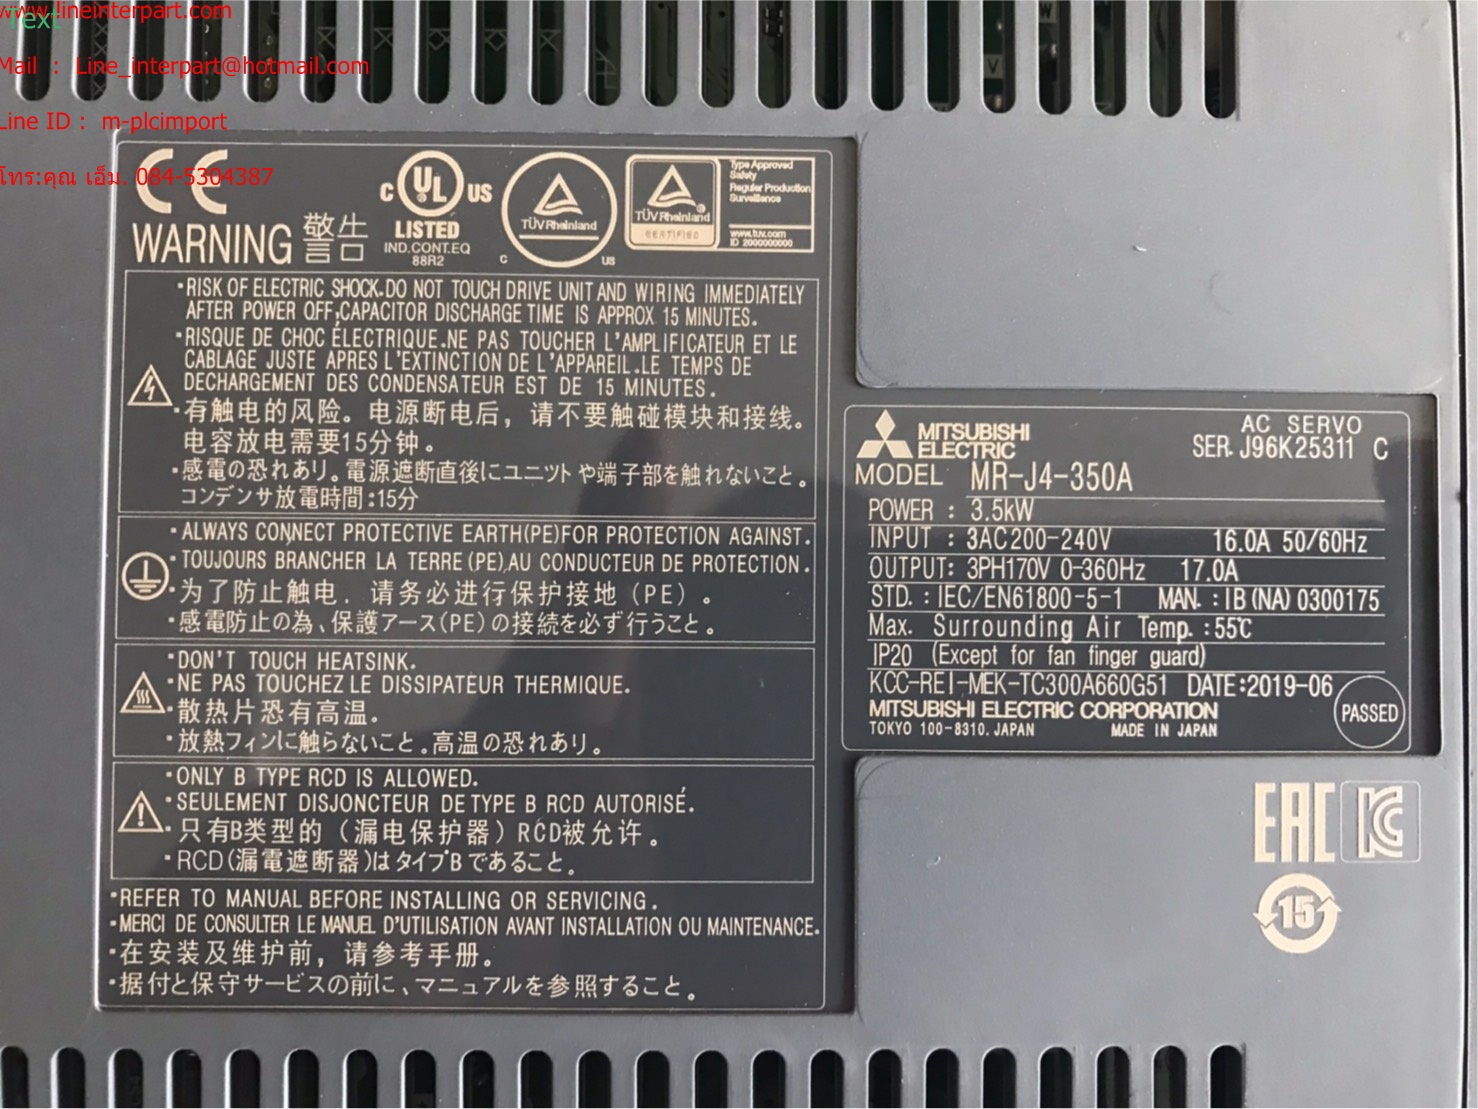 www.lineinterpart.com
Text
Mail : Line_interpart@hotmail.com
Line ID : m-plcimport
โทร:คุณ เอ็ม. 084-5304387
CE
C UL US
LISTED
IND.CONT.EQ
88R2
TÜVRheinland
C US
TÜVRheinland
CERTIFIED
Type Approved
Safety
Regular Production
Surveillance
www.tuv.com
ID 2000000000
WARNING 警告
•RISK OF ELECTRIC SHOCK.DO NOT TOUCH DRIVE UNIT AND WIRING IMMEDIATELY
AFTER POWER OFF,CAPACITOR DISCHARGE TIME IS APPROX 15 MINUTES.
•RISQUE DE CHOC ÉLECTRIQUE.NE PAS TOUCHER L'AMPLIFICATEUR ET LE
CABLAGE JUSTE APRES L'EXTINCTION DE L'APPAREIL.LE TEMPS DE
DECHARGEMENT DES CONDENSATEUR EST DE 15 MINUTES.
•有触电的风险。电源断电后，请不要触碰模块和接线。
电容放电需要15分钟。
•感電の恐れあり。電源遮断直後にユニットや端子部を触れないこと。
コンデンサ放電時間:15分
•ALWAYS CONNECT PROTECTIVE EARTH(PE)FOR PROTECTION AGAINST.
•TOUJOURS BRANCHER LA TERRE(PE),AU CONDUCTEUR DE PROTECTION.
•为了防止触电，请务必进行保护接地（PE）。
•感電防止の為、保護アース(PE)の接続を必ず行うこと。
•DON'T TOUCH HEATSINK.
•NE PAS TOUCHEZ LE DISSIPATEUR THERMIQUE.
•散热片恐有高温。
•放熱フィンに触らないこと。高温の恐れあり。
•ONLY B TYPE RCD IS ALLOWED.
•SEULEMENT DISJONCTEUR DE TYPE B RCD AUTORISÉ.
•只有B类型的（漏电保护器）RCD被允许。
•RCD(漏電遮断器)はタイプBであること。
•REFER TO MANUAL BEFORE INSTALLING OR SERVICING.
•MERCI DE CONSULTER LE MANUEL D'UTILISATION AVANT INSTALLATION OU MAINTENANCE.
•在安装及维护前，请参考手册。
•据付と保守サービスの前に、マニュアルを参照すること。
MITSUBISHI
ELECTRIC
AC SERVO
SER. J96K25311 C
MODEL MR-J4-350A
POWER : 3.5kW
INPUT : 3AC200-240V 16.0A 50/60Hz
OUTPUT: 3PH170V 0-360Hz 17.0A
STD. : IEC/EN61800-5-1 MAN. : IB(NA)0300175
Max. Surrounding Air Temp. :55℃
IP20 (Except for fan finger guard)
KCC-REI-MEK-TC300A660G51 DATE:2019-06
MITSUBISHI ELECTRIC CORPORATION
TOKYO 100-8310, JAPAN MADE IN JAPAN
PASSED
EAC KC
15